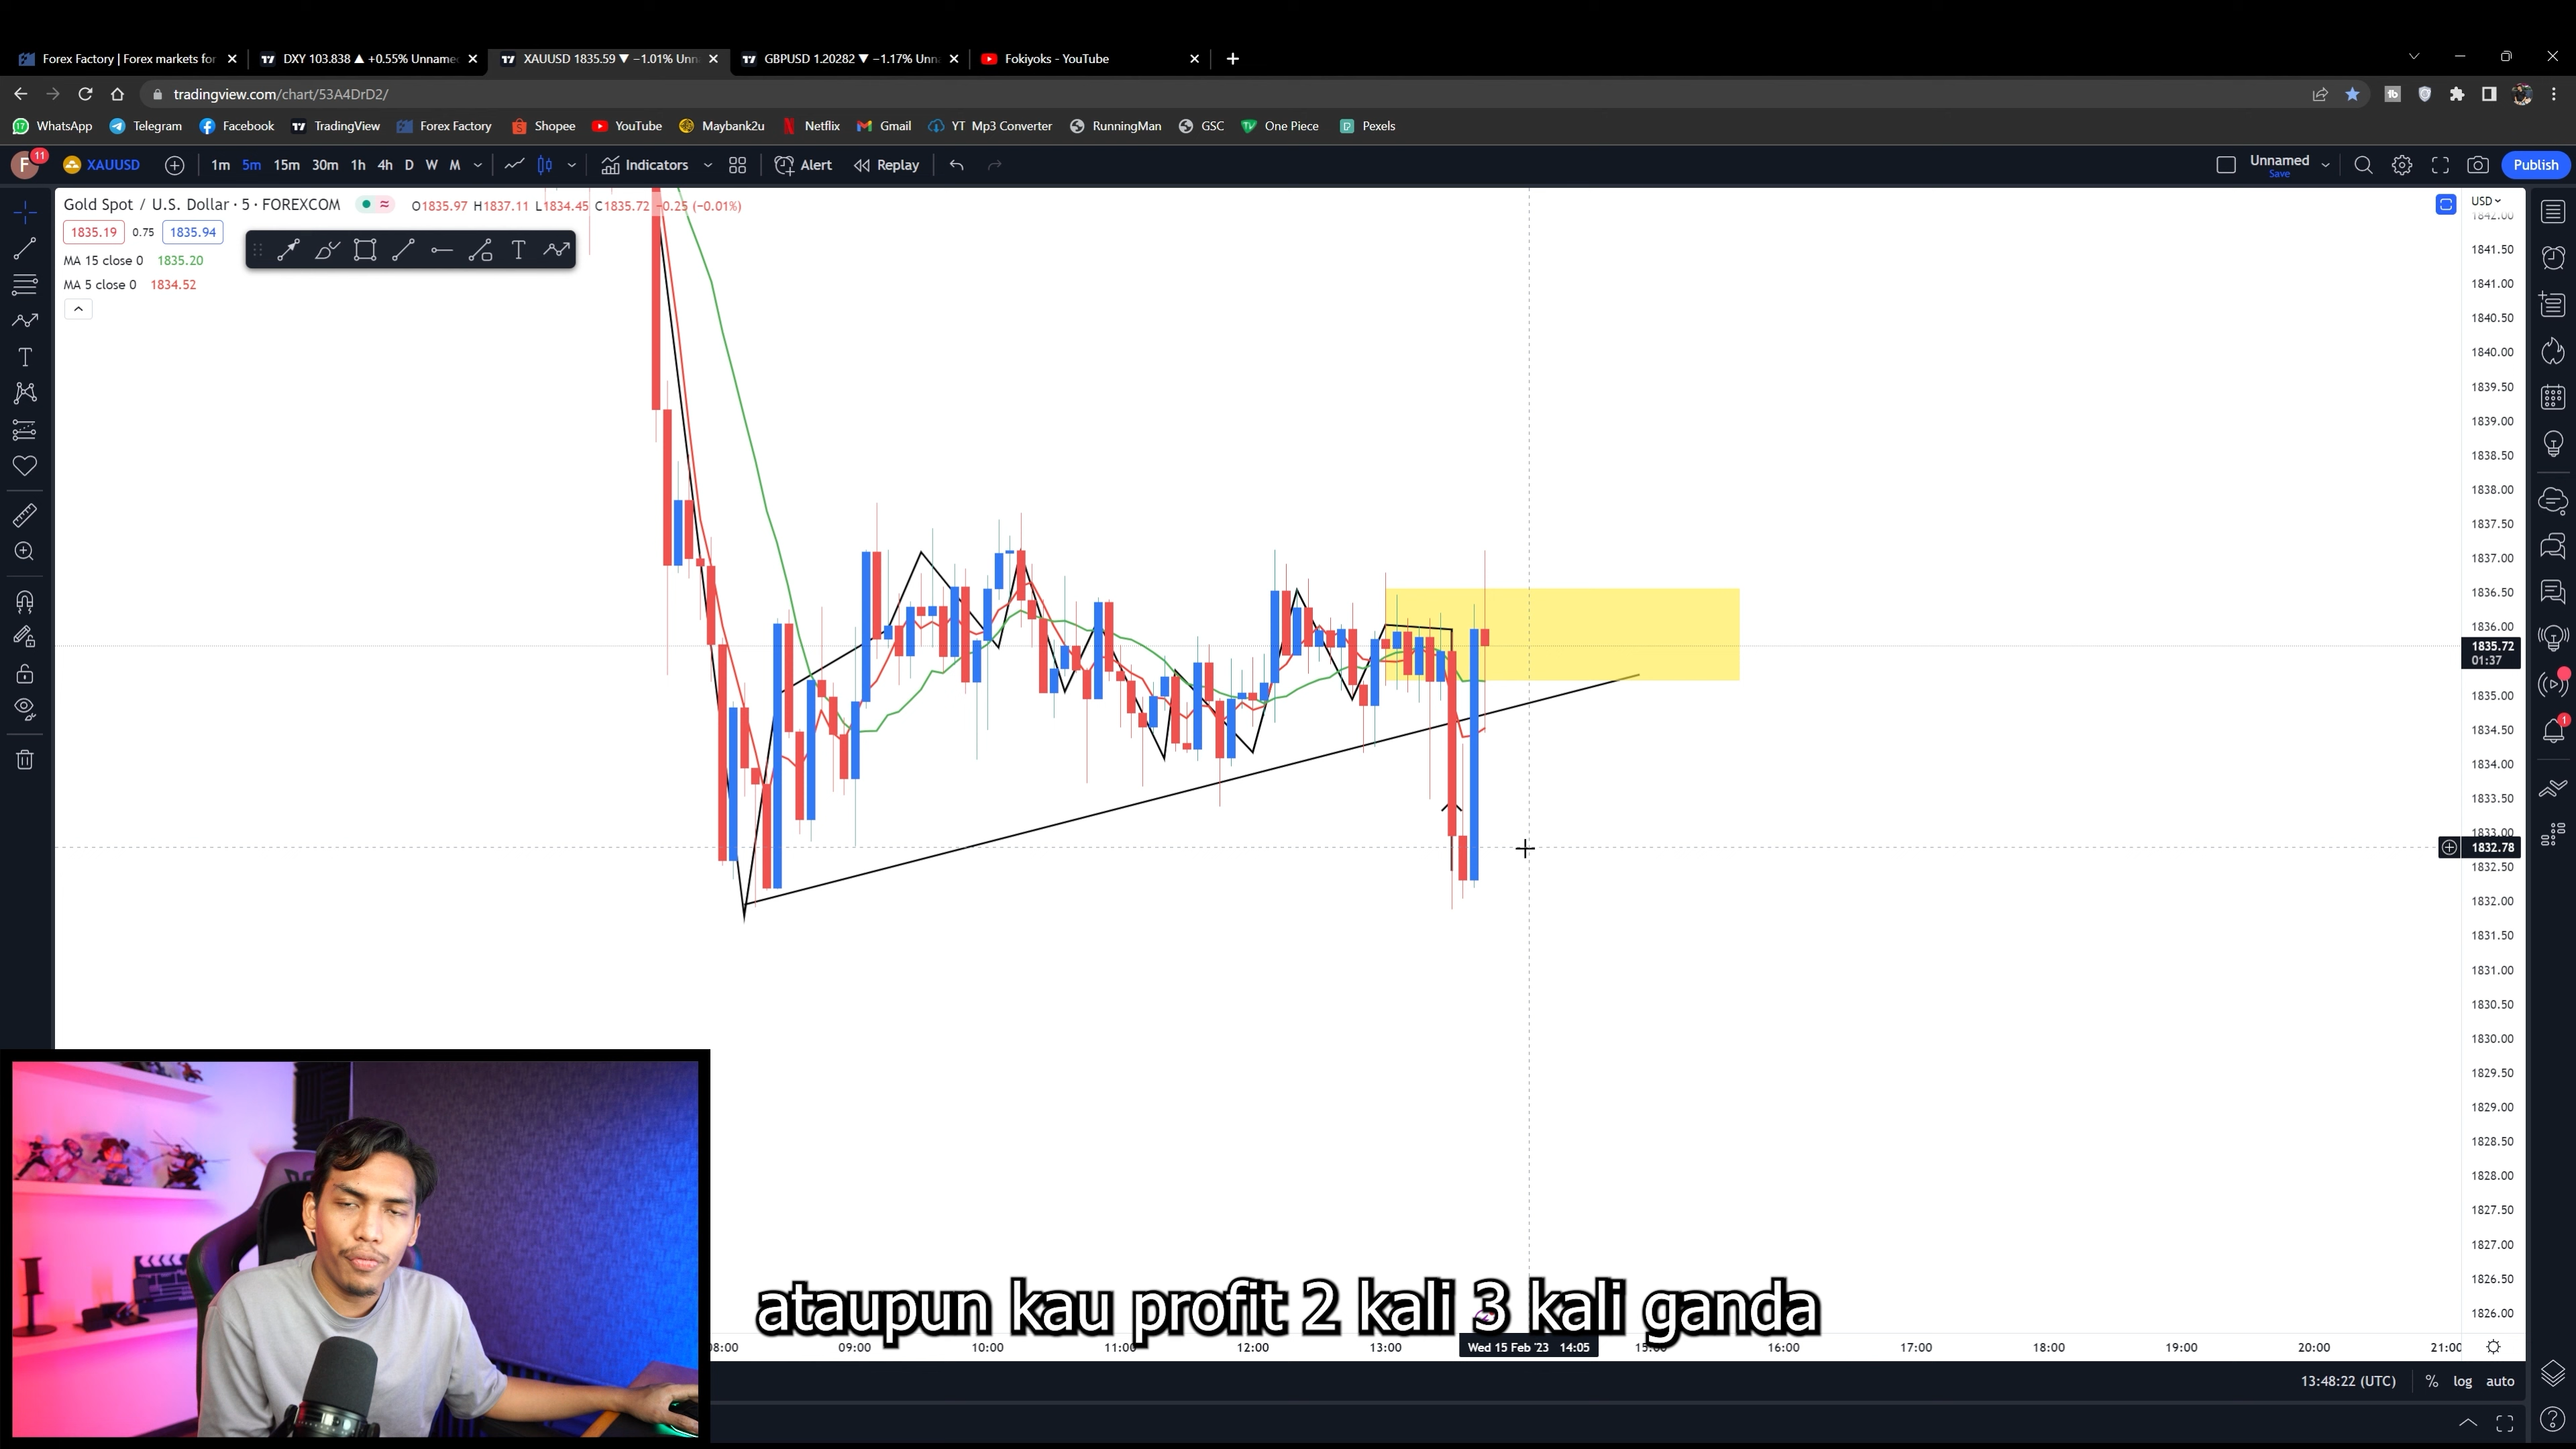 Forex Factory | Forex markets for
DXY 103.838 ▲ +0.55% Unname
XAUUSD 1835.59 ▼ −1.01% Unn
GBPUSD 1.20282 ▼ −1.17% Unn
Fokiyoks - YouTube
tradingview.com/chart/53A4DrD2/
WhatsApp Telegram Facebook TradingView Forex Factory Shopee YouTube Maybank2u Netflix Gmail YT Mp3 Converter RunningMan GSC One Piece Pexels
F 11 XAUUSD 1m 5m 15m 30m 1h 4h D W M Indicators Alert Replay Unnamed Publish
Save
Gold Spot / U.S. Dollar · 5 · FOREXCOM O1835.97 H1837.11 L1834.45 C1835.72 −0.25 (−0.01%)
1835.19 0.75 1835.94
MA 15 close 0 1835.20
MA 5 close 0 1834.52
USD
1842.00
1841.50
1841.00
1840.50
1840.00
1839.50
1839.00
1838.50
1838.00
1837.50
1837.00
1836.50
1836.00
1835.72
01:37
1835.00
1834.50
1834.00
1833.50
1833.00
1832.78
1832.50
1832.00
1831.50
1831.00
1830.50
1830.00
1829.50
1829.00
1828.50
1828.00
1827.50
1827.00
1826.50
1826.00
1
ataupun kau profit 2 kali 3 kali ganda
08:00 09:00 10:00 11:00 12:00 13:00 Wed 15 Feb '23 14:05 15:00 16:00 17:00 18:00 19:00 20:00 21:00
13:48:22 (UTC) % log auto